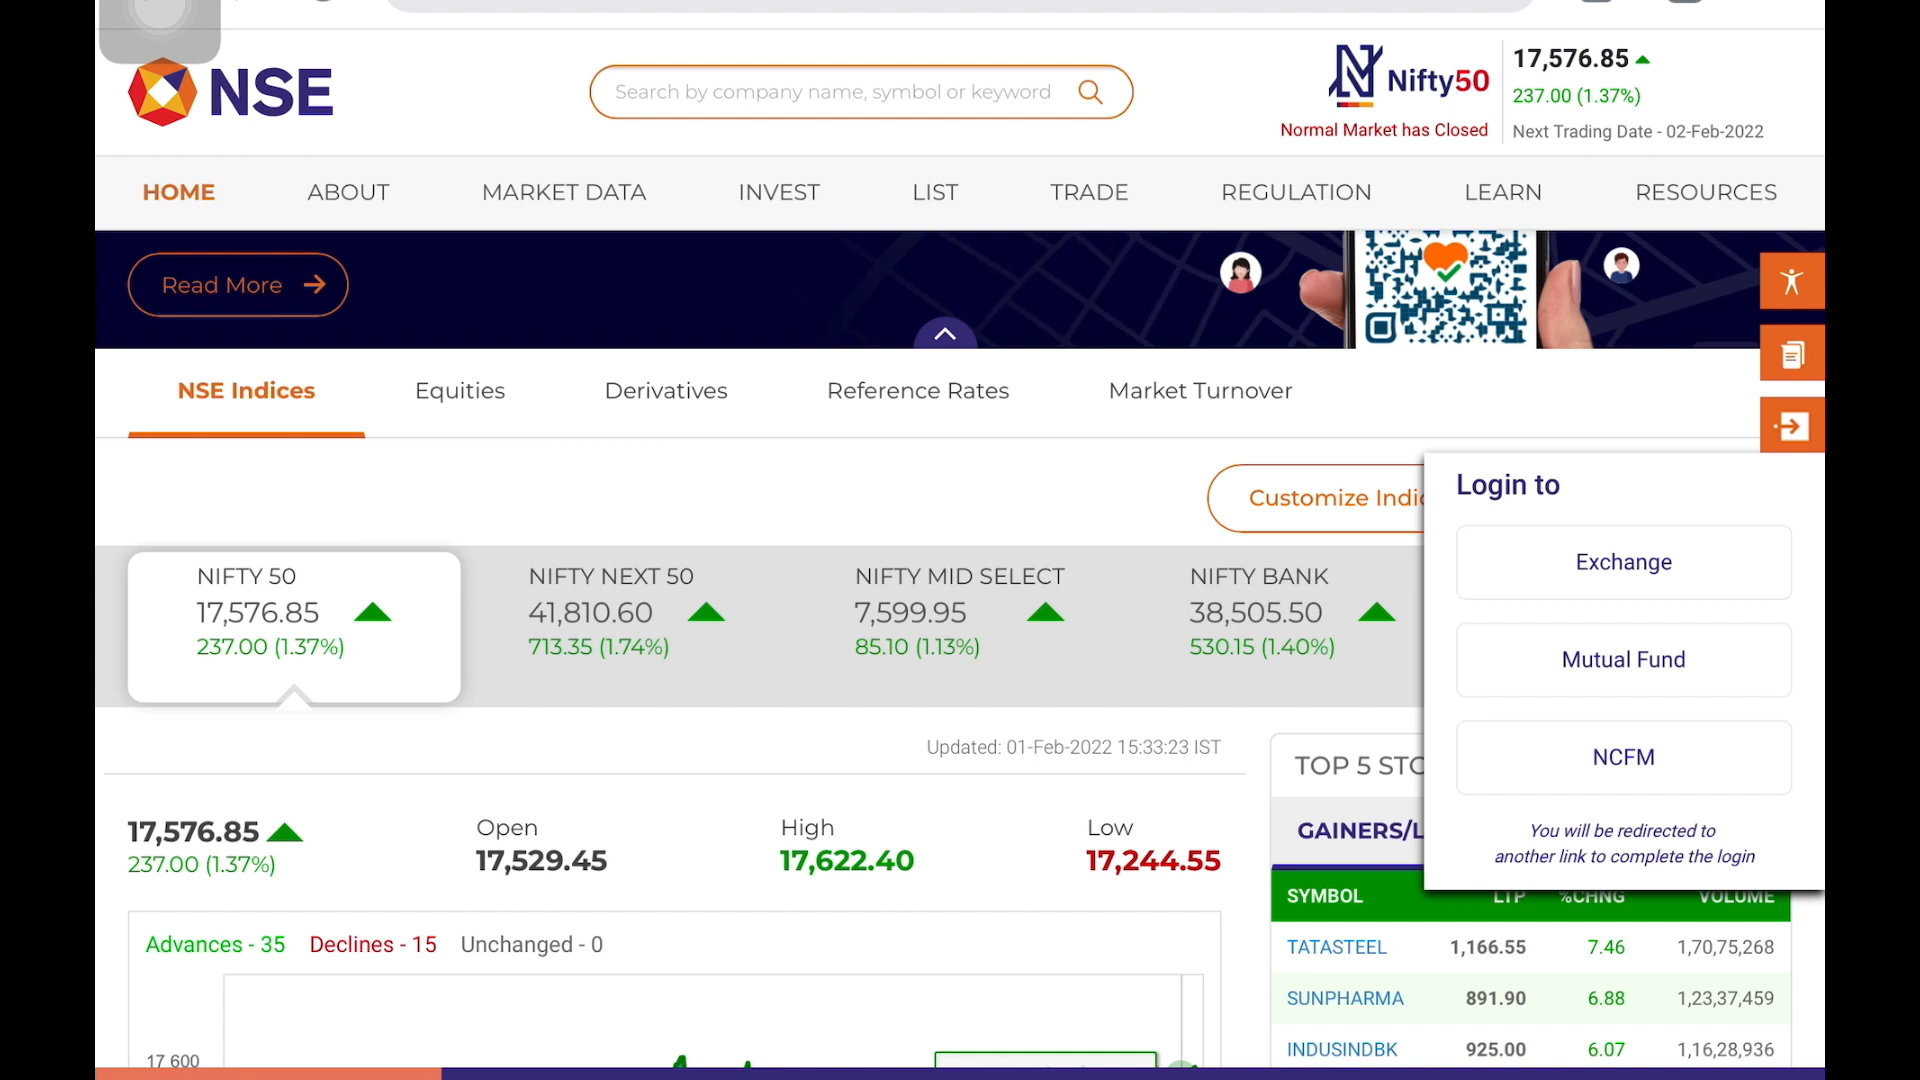 NSE
Search by company name, symbol or keyword
Nifty50
17,576.85
237.00 (1.37%)
Normal Market has Closed
Next Trading Date - 02-Feb-2022
HOME ABOUT MARKET DATA INVEST LIST TRADE REGULATION LEARN RESOURCES
Read More
NSE Indices Equities Derivatives Reference Rates Market Turnover
Customize
Login to
Exchange
Mutual Fund
NCFM
You will be redirected to
another link to complete the login
NIFTY 50
17,576.85
237.00 (1.37%)
NIFTY NEXT 50
41,810.60
713.35 (1.74%)
NIFTY MID SELECT
7,599.95
85.10 (1.13%)
NIFTY BANK
38,505.50
530.15 (1.40%)
Updated: 01-Feb-2022 15:33:23 IST
17,576.85
237.00 (1.37%)
Open
17,529.45
High
17,622.40
Low
17,244.55
Advances - 35 Declines - 15 Unchanged - 0
17 600
TOP 5
GAINERS/L
SYMBOL LTP %CHNG VOLUME
TATASTEEL 1,166.55 7.46 1,70,75,268
SUNPHARMA 891.90 6.88 1,23,37,459
INDUSINDBK 925.00 6.07 1,16,28,936